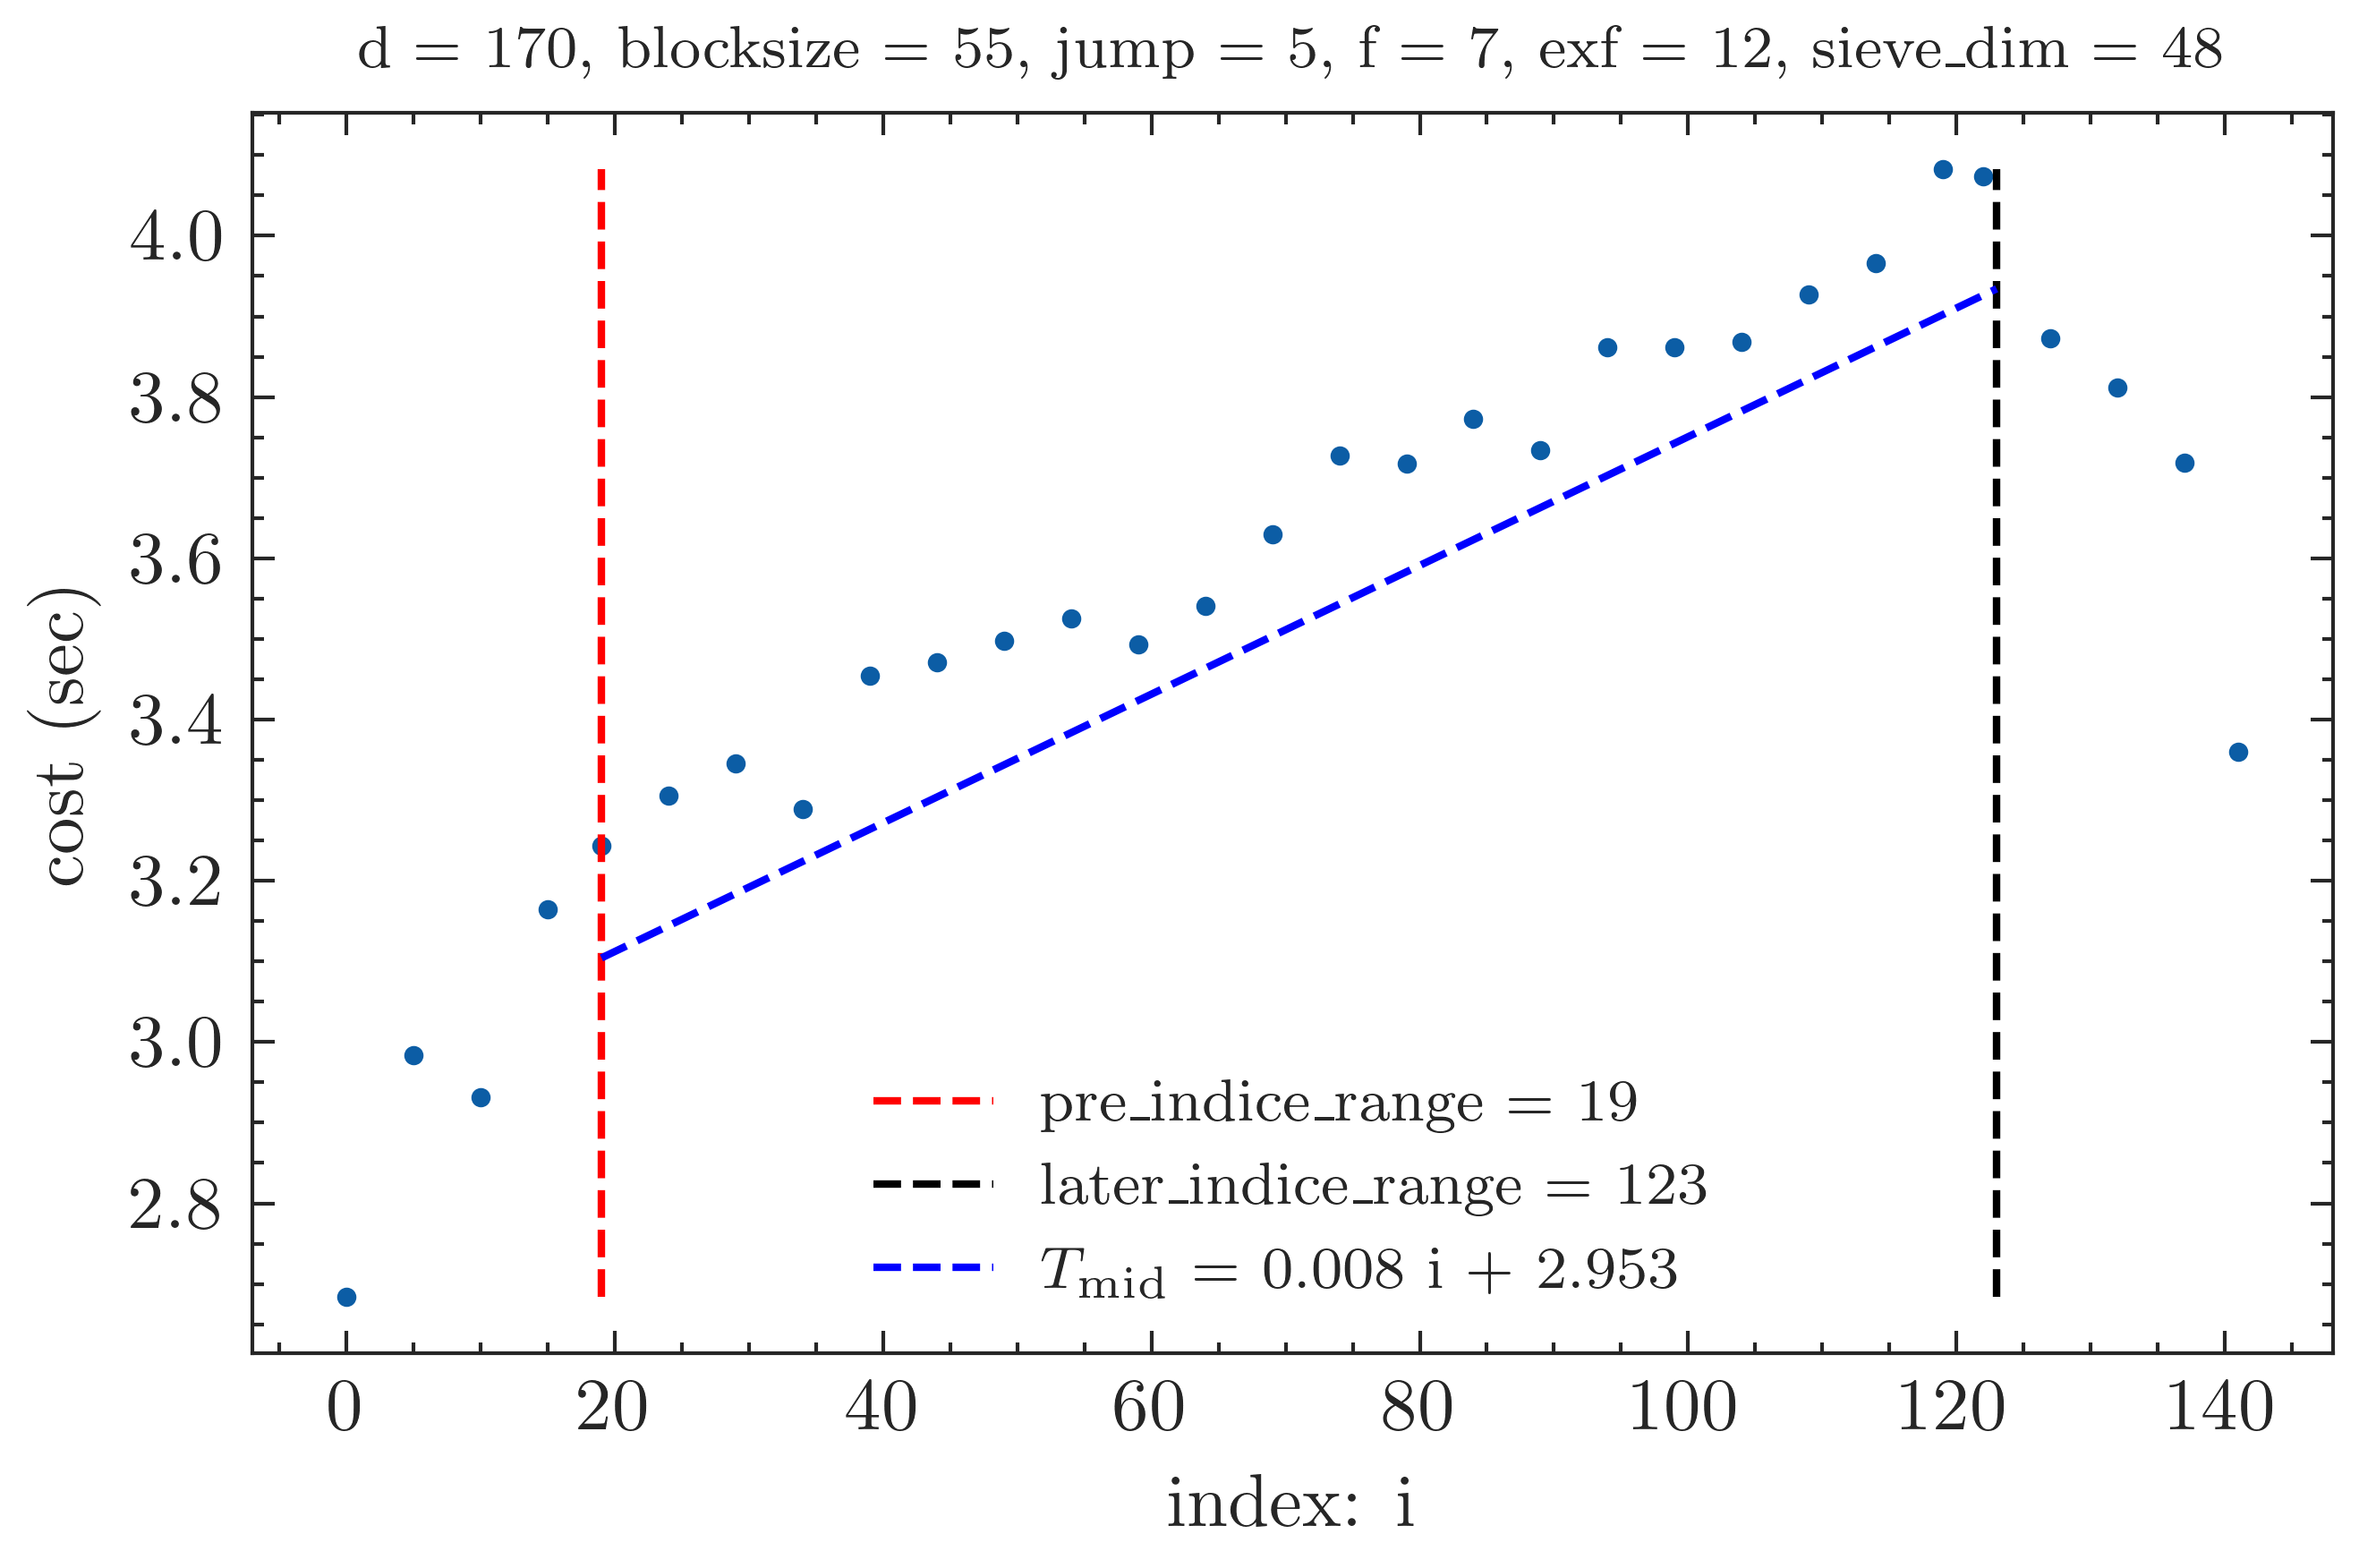 d = 170, blocksize = 55, jump = 5, f = 7, exf = 12, sieve_dim = 48
cost (sec)
4.0
3.8
3.6
3.4
3.2
3.0
2.8
pre_indice_range = 19
later_indice_range = 123
T_mid = 0.008 i + 2.953
0 20 40 60 80 100 120 140
index: i